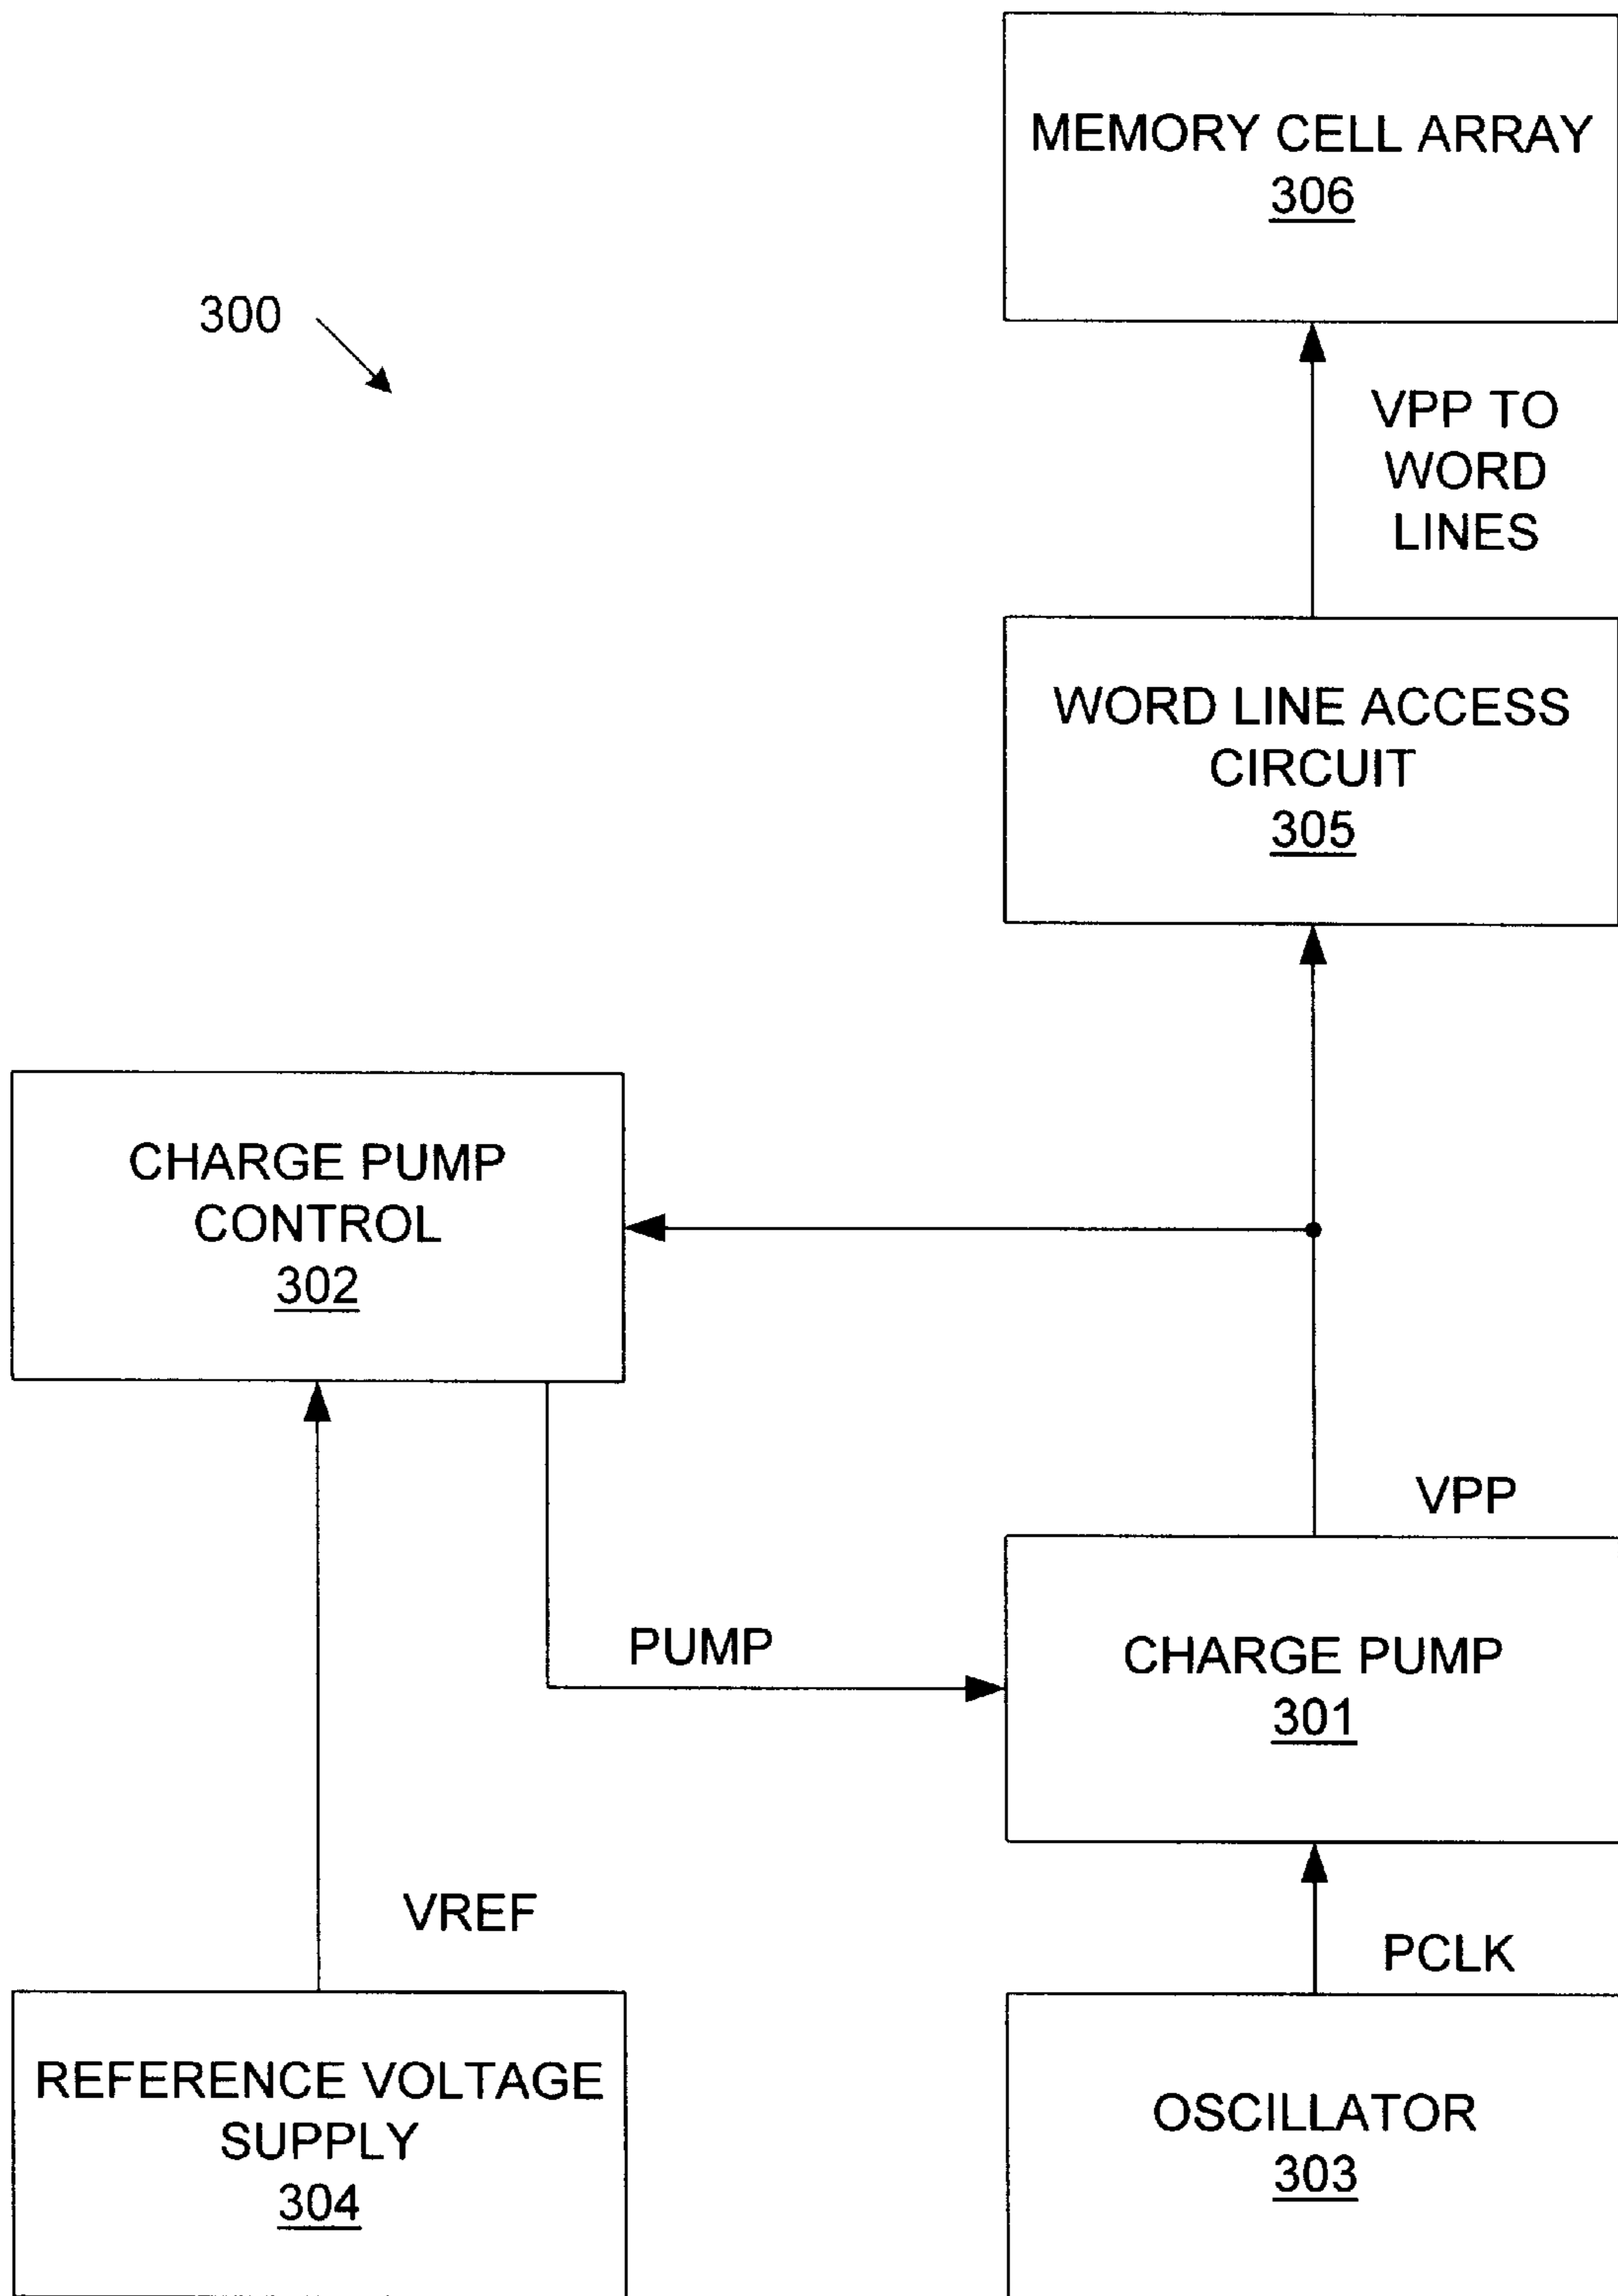 MEMORY CELL ARRAY
306
300
VPP TO
WORD
LINES
WORD LINE ACCESS
CIRCUIT
305
CHARGE PUMP
CONTROL
302
VPP
PUMP
CHARGE PUMP
301
VREF
PCLK
REFERENCE VOLTAGE
SUPPLY
304
OSCILLATOR
303